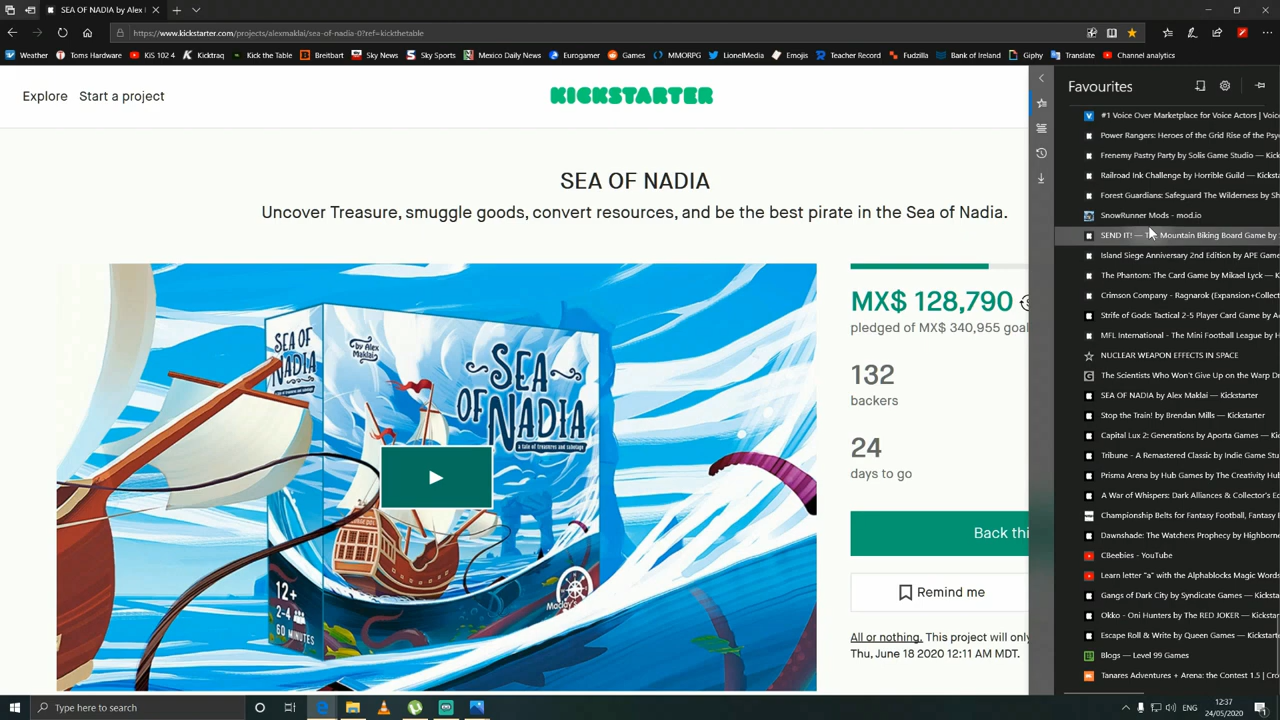 SEA OF NADIA by Alex
https://www.kickstarter.com/projects/alexmaklai/sea-of-nadia-0?ref=kickthetable
Weather Toms Hardware KiS 102 4 Kicktraq Kick the Table Breitbart Sky News Sky Sports Mexico Daily News Eurogamer Games MMORPG LionelMedia Emojis Teacher Record Fudzilla Bank of Ireland Giphy Translate Channel analytics
Explore Start a project
KICKSTARTER
SEA OF NADIA
Uncover Treasure, smuggle goods, convert resources, and be the best pirate in the Sea of Nadia.
SEA OF NADIA
by Alex Maklai
SEA
OF
NADIA
a tale of treasures and sabotage
12+
2-4
60 MINUTES
MX$ 128,790
pledged of MX$ 340,955 goal
132
backers
24
days to go
Back thi
Remind me
All or nothing. This project will only
Thu, June 18 2020 12:11 AM MDT.
Favourites
#1 Voice Over Marketplace for Voice Actors | Voic
Power Rangers: Heroes of the Grid Rise of the Psy
Frenemy Pastry Party by Solis Game Studio — Kick
Railroad Ink Challenge by Horrible Guild — Kicksta
Forest Guardians: Safeguard The Wilderness by Sh
SnowRunner Mods - mod.io
SEND IT! — Mountain Biking Board Game by
Island Siege Anniversary 2nd Edition by APE Game
The Phantom: The Card Game by Mikael Lyck — K
Crimson Company - Ragnarok (Expansion+Collect
Strife of Gods: Tactical 2-5 Player Card Game by A
MFL International - The Mini Football League by H
NUCLEAR WEAPON EFFECTS IN SPACE
The Scientists Who Won't Give Up on the Warp Dr
SEA OF NADIA by Alex Maklai — Kickstarter
Stop the Train! by Brendan Mills — Kickstarter
Capital Lux 2: Generations by Aporta Games — Ki
Tribune - A Remastered Classic by Indie Game Stu
Prisma Arena by Hub Games by The Creativity Hub
A War of Whispers: Dark Alliances & Collector's E
Championship Belts for Fantasy Football, Fantasy B
Dawnshade: The Watchers Prophecy by Highborne
CBeebies - YouTube
Learn letter "a" with the Alphablocks Magic Words
Gangs of Dark City by Syndicate Games — Kicksta
Okko - Oni Hunters by The RED JOKER — Kickstart
Escape Roll & Write by Queen Games — Kickstarte
Blogs — Level 99 Games
Tanares Adventures + Arena: the Contest 1.5 | Cro
Type here to search
ENG
12:37
24/05/2020
1